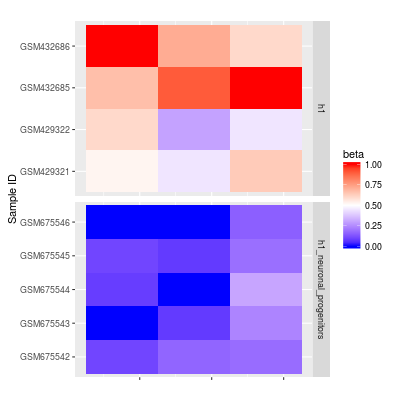 Sample ID
GSM432686
GSM432685
GSM429322
GSM429321
h1
GSM675546
GSM675545
GSM675544
GSM675543
GSM675542
h1_neuronal_progenitors
beta
1.00
0.75
0.50
0.25
0.00